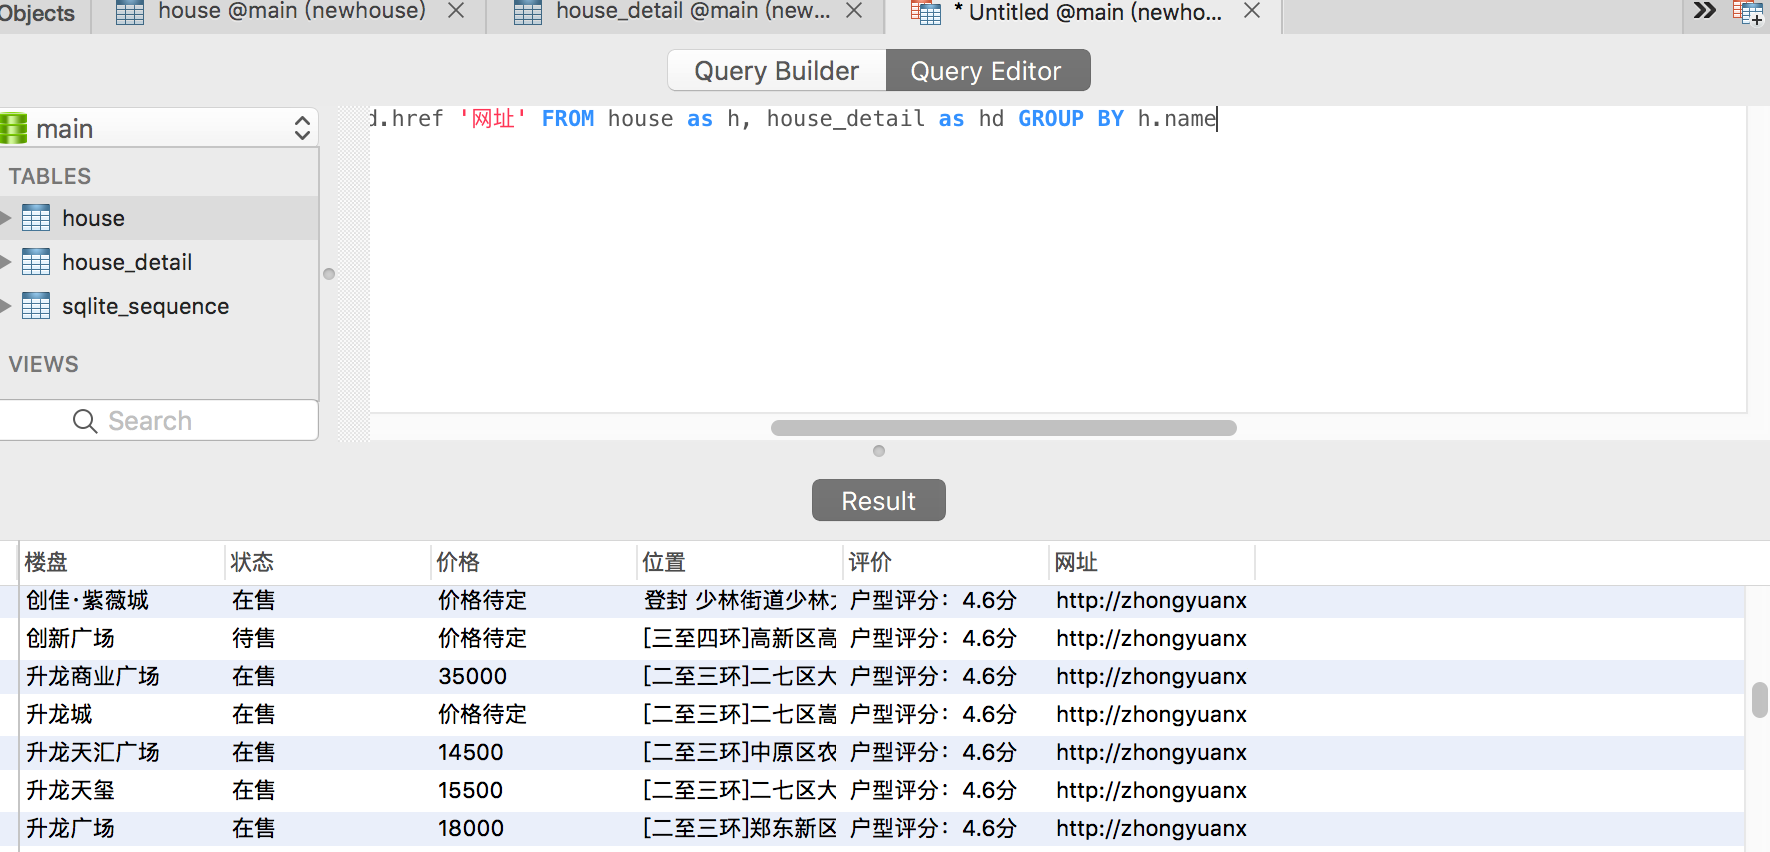 Objects
house @main (newhouse)
house_detail @main (new...
* Untitled @main (newho...
Query Builder
Query Editor
main
TABLES
house
house_detail
sqlite_sequence
VIEWS
Search
d.href '网址' FROM house as h, house_detail as hd GROUP BY h.name
Result
楼盘 状态 价格 位置 评价 网址
创佳·紫薇城 在售 价格待定 登封 少林街道少林 户型评分：4.6分 http://zhongyuanx
创新广场 待售 价格待定 [三至四环]高新区高 户型评分：4.6分 http://zhongyuanx
升龙商业广场 在售 35000 [二至三环]二七区大 户型评分：4.6分 http://zhongyuanx
升龙城 在售 价格待定 [二至三环]二七区嵩 户型评分：4.6分 http://zhongyuanx
升龙天汇广场 在售 14500 [二至三环]中原区农 户型评分：4.6分 http://zhongyuanx
升龙天玺 在售 15500 [二至三环]二七区大 户型评分：4.6分 http://zhongyuanx
升龙广场 在售 18000 [二至三环]郑东新区 户型评分：4.6分 http://zhongyuanx